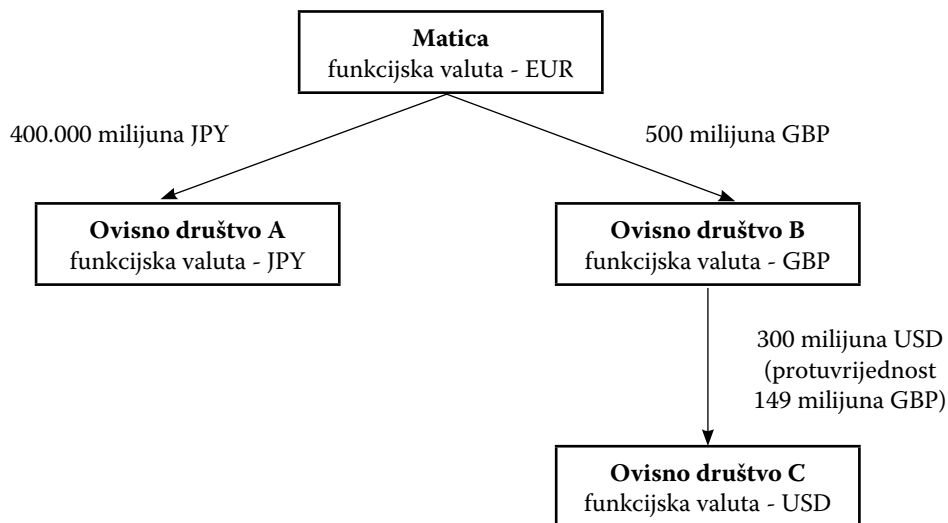 Matica
funkcijska valuta - EUR
400.000 milijuna JPY
500 milijuna GBP
Ovisno društvo A
funkcijska valuta - JPY
Ovisno društvo B
funkcijska valuta - GBP
300 milijuna USD
(protuvrijednost
149 milijuna GBP)
Ovisno društvo C
funkcijska valuta - USD